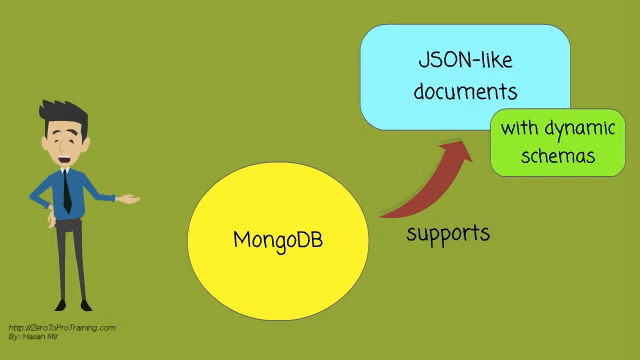 JSON-like
documents
with dynamic
schemas
MongoDB
supports
http://ZeroToProTraining.com
By: Hasan Mir